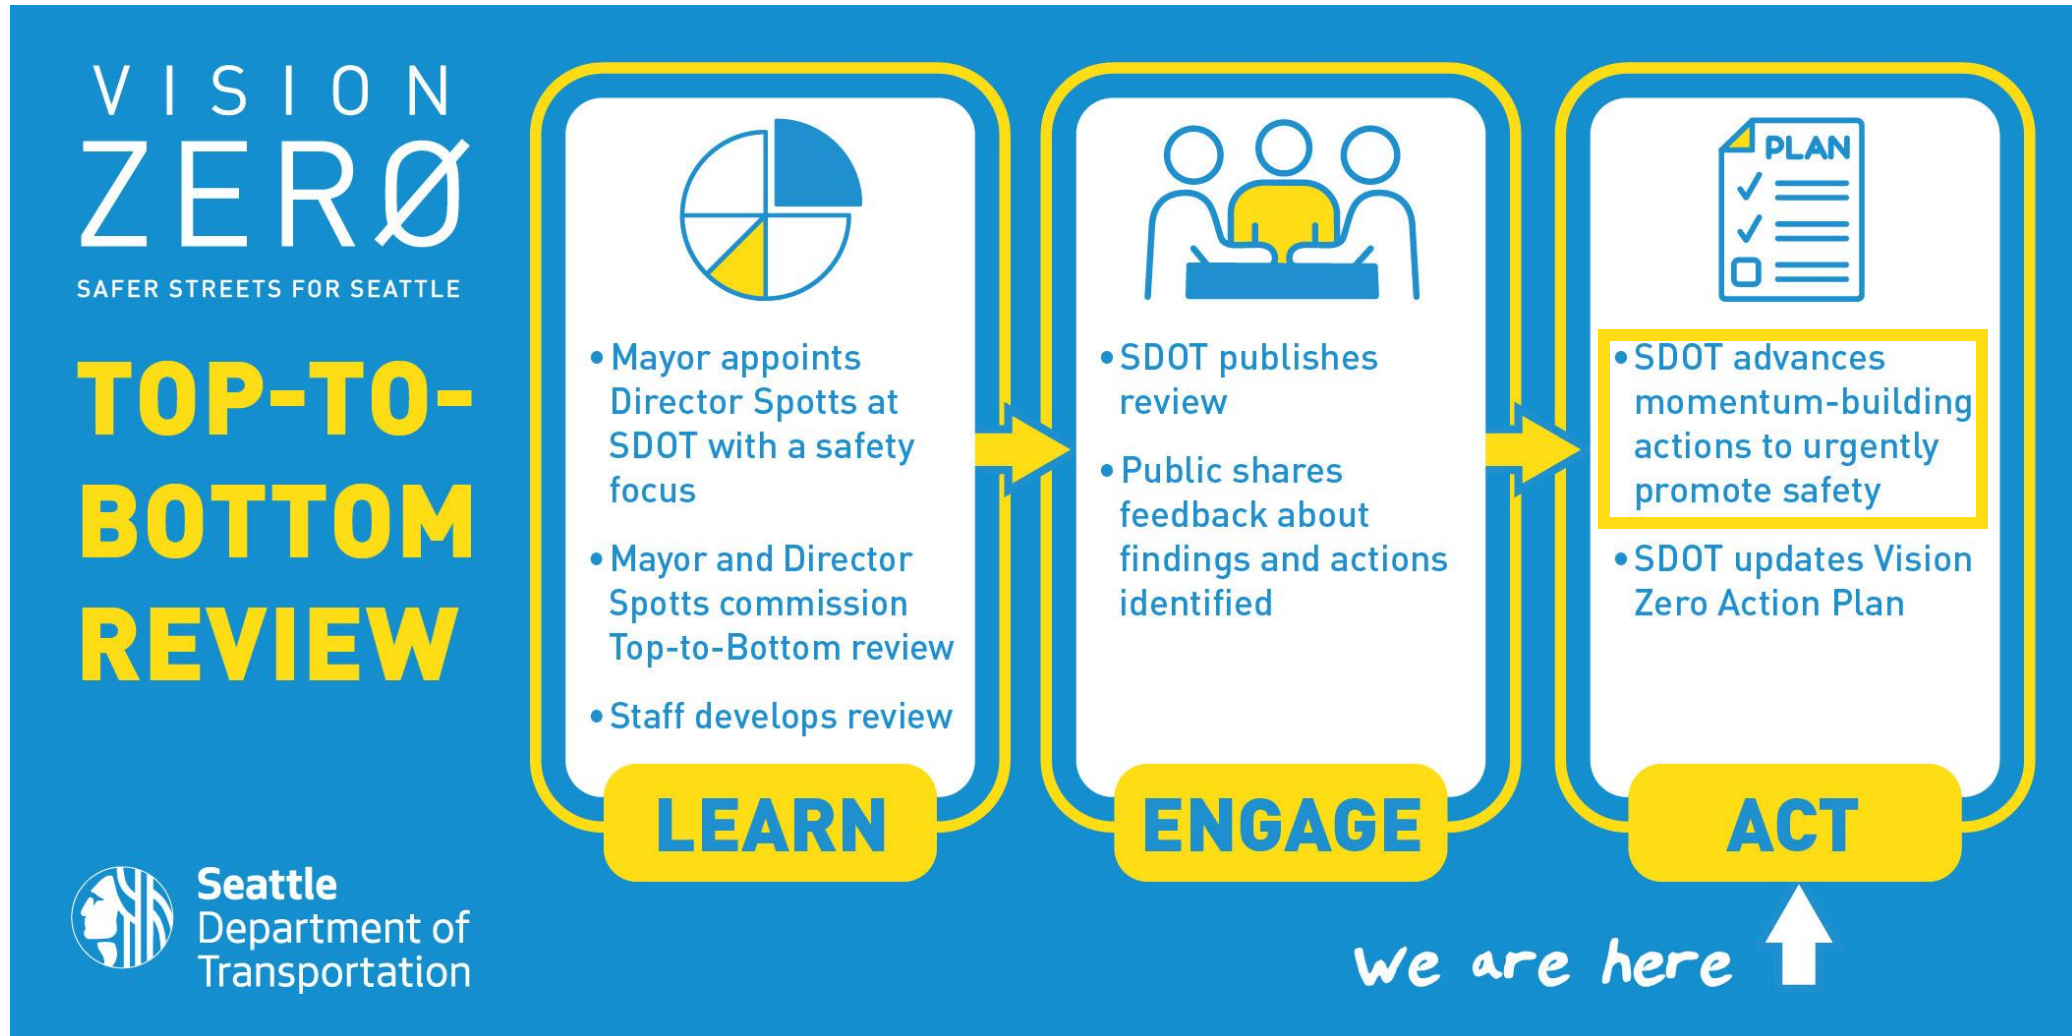 VISION
ZERØ
SAFER STREETS FOR SEATTLE
TOP-TO-
BOTTOM
REVIEW
Seattle
Department of
Transportation
• Mayor appoints
Director Spotts at
SDOT with a safety
focus
• Mayor and Director
Spotts commission
Top-to-Bottom review
• Staff develops review
LEARN
• SDOT publishes
review
• Public shares
feedback about
findings and actions
identified
ENGAGE
PLAN
• SDOT advances
momentum-building
actions to urgently
promote safety
• SDOT updates Vision
Zero Action Plan
ACT
we are here